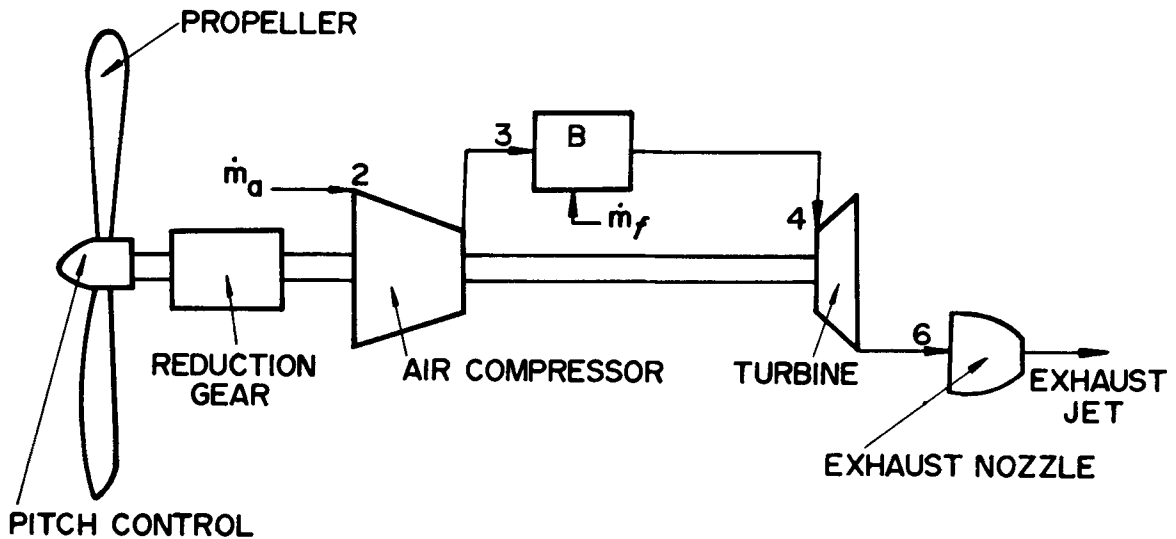 PROPELLER
3
B
ṁa
2
ṁf
4
REDUCTION
GEAR
AIR COMPRESSOR
TURBINE
6
EXHAUST
JET
EXHAUST NOZZLE
PITCH CONTROL